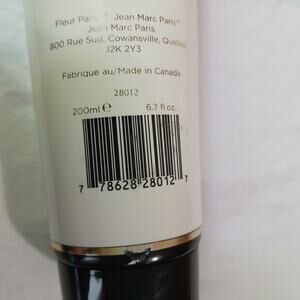 Fleur Paris™ Jean Marc Paris™
Jean Marc Paris
800 Rue Sud, Cowansville, Quebec
J2K 2Y3
Fabrique au/Made in Canada
28012
200ml ℮ 6.7 fl.oz.
7 78628 28012 7